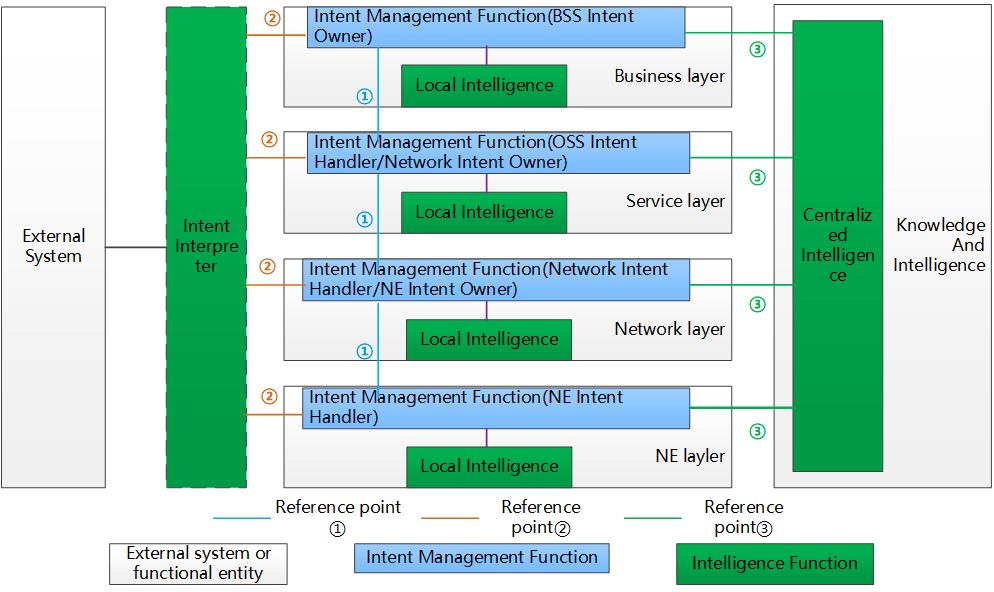 External
System
Intent
Interpre
ter
②
Intent Management Function(BSS Intent
Owner)
Local Intelligence
Business layer
③
①
②
Intent Management Function(OSS Intent
Handler/Network Intent Owner)
Local Intelligence
Service layer
③
①
②
Intent Management Function(Network Intent
Handler/NE Intent Owner)
Local Intelligence
Network layer
③
①
②
Intent Management Function(NE Intent
Handler)
Local Intelligence
NE layler
③
Centraliz
ed
Intelligen
ce
Knowledge
And
Intelligence
Reference point
①
Reference
point②
Reference
point③
External system or
functional entity
Intent Management Function
Intelligence Function